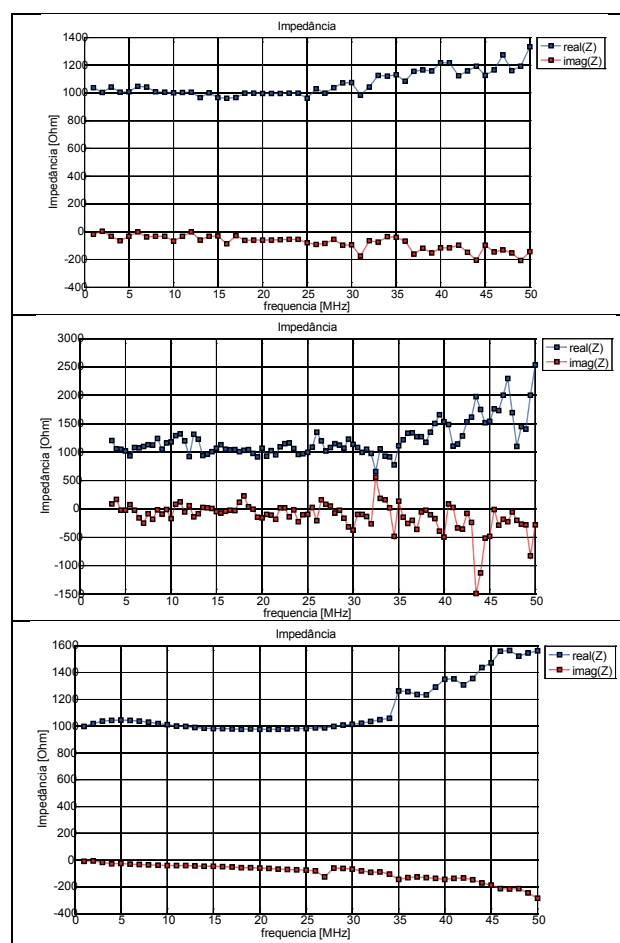 Impedância
1400
1200
1000
800
600
400
200
0
-200
-400
Impedância [Ohm]
0 5 10 15 20 25 30 35 40 45 50
frequencia [MHz]
real(Z)
imag(Z)
Impedância
3000
2500
2000
1500
1000
500
0
-500
-1000
-1500
Impedância [Ohm]
0 5 10 15 20 25 30 35 40 45 50
frequencia [MHz]
real(Z)
imag(Z)
Impedância
1600
1400
1200
1000
800
600
400
200
0
-200
-400
Impedância [Ohm]
0 5 10 15 20 25 30 35 40 45 50
frequencia [MHz]
real(Z)
imag(Z)